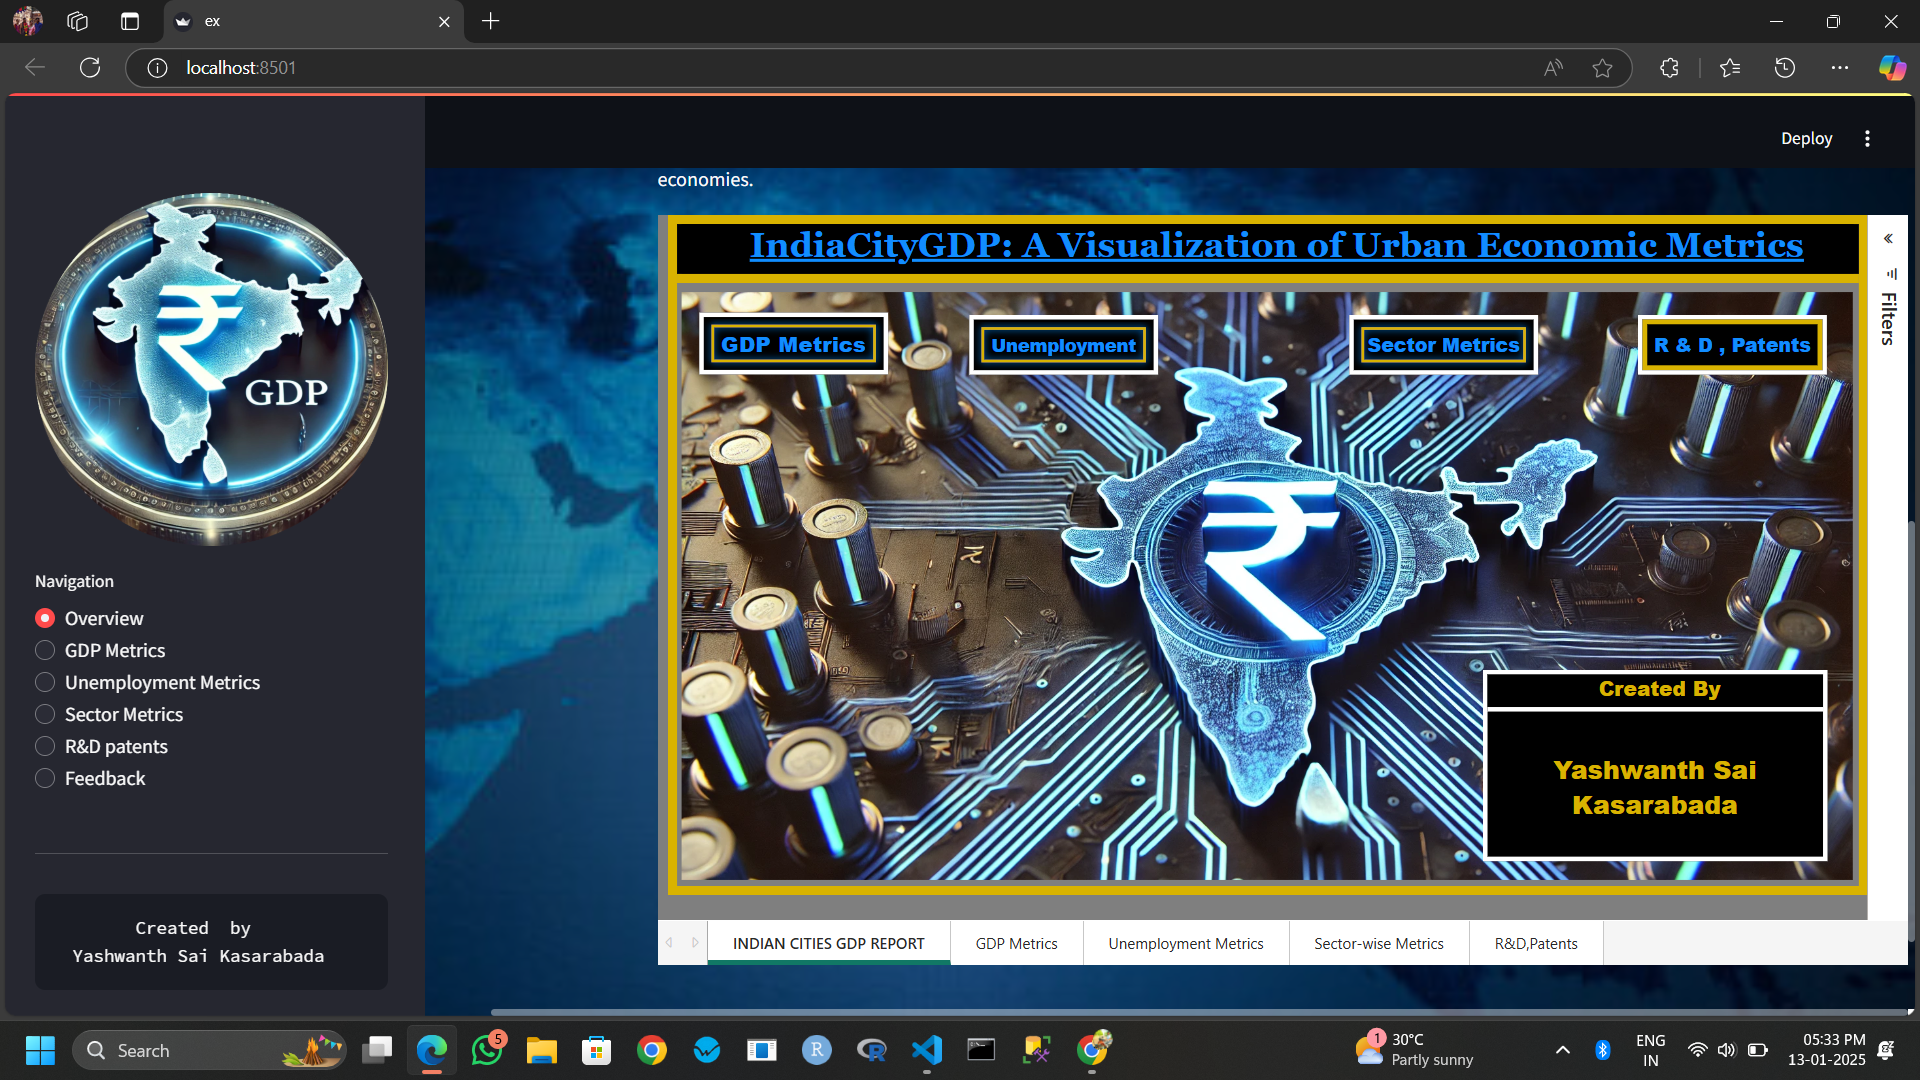 ex
localhost:8501
Deploy
economies.
IndiaCityGDP: A Visualization of Urban Economic Metrics
GDP Metrics
Unemployment
Sector Metrics
R & D , Patents
Filters
₹
GDP
₹
Navigation
Overview
GDP Metrics
Unemployment Metrics
Sector Metrics
R&D patents
Feedback
Created By
Yashwanth Sai
Kasarabada
Created by
Yashwanth Sai Kasarabada
INDIAN CITIES GDP REPORT
GDP Metrics
Unemployment Metrics
Sector-wise Metrics
R&D,Patents
Search
5
1
30°C
Partly sunny
ENG
IN
05:33 PM
13-01-2025